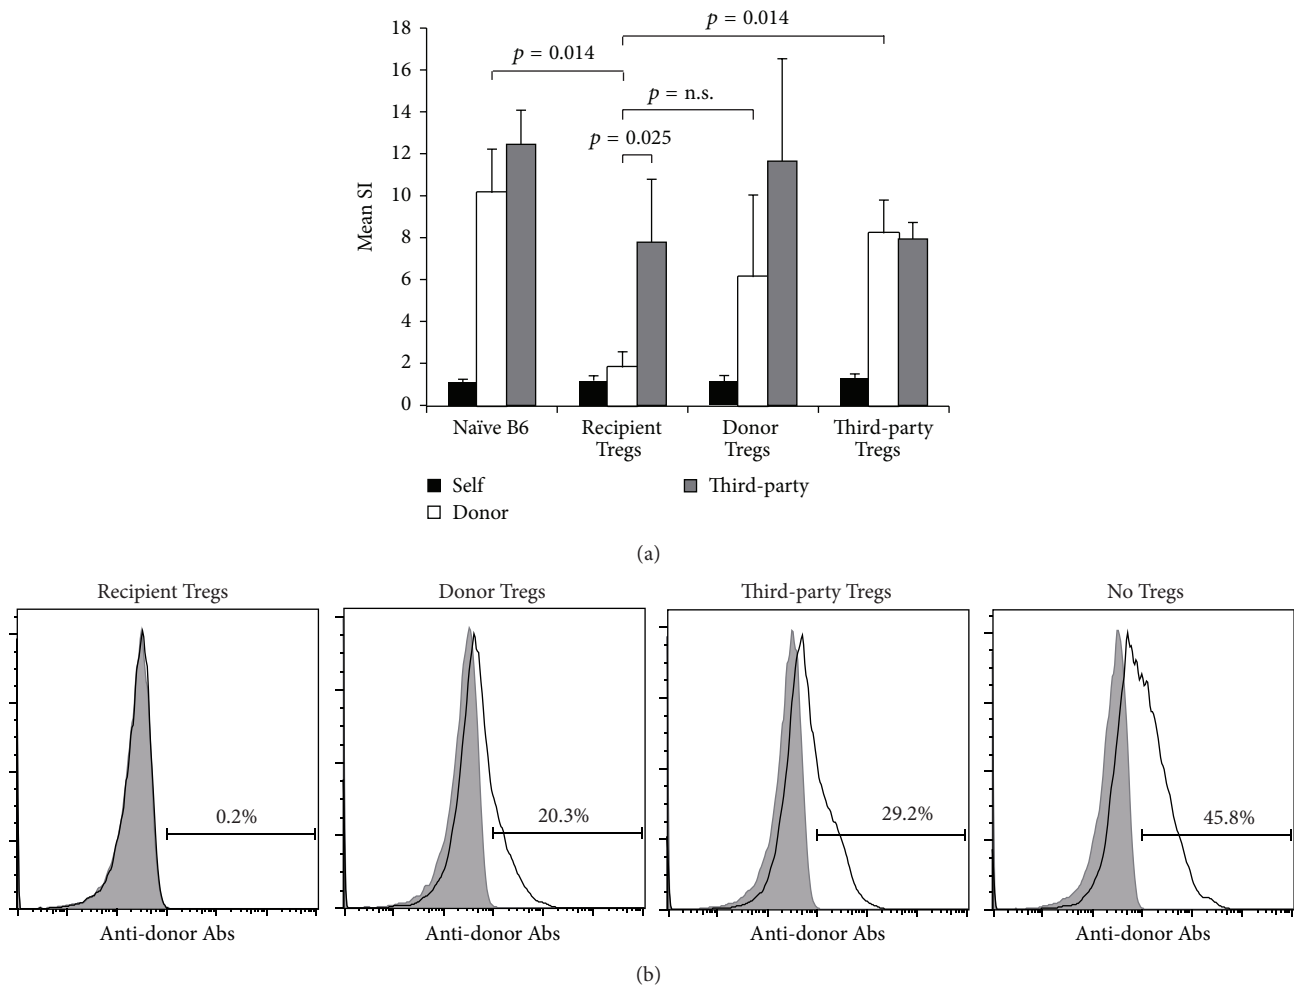 p = 0.014
18
16
14
12
10
8
6
4
2
0
Mean SI
p = 0.014
p = n.s.
p = 0.025
Naïve B6
Recipient
Tregs
Donor
Tregs
Third-party
Tregs
Self
Third-party
Donor
(a)
Recipient Tregs
Donor Tregs
Third-party Tregs
No Tregs
0.2%
20.3%
29.2%
45.8%
Anti-donor Abs
Anti-donor Abs
Anti-donor Abs
Anti-donor Abs
(b)